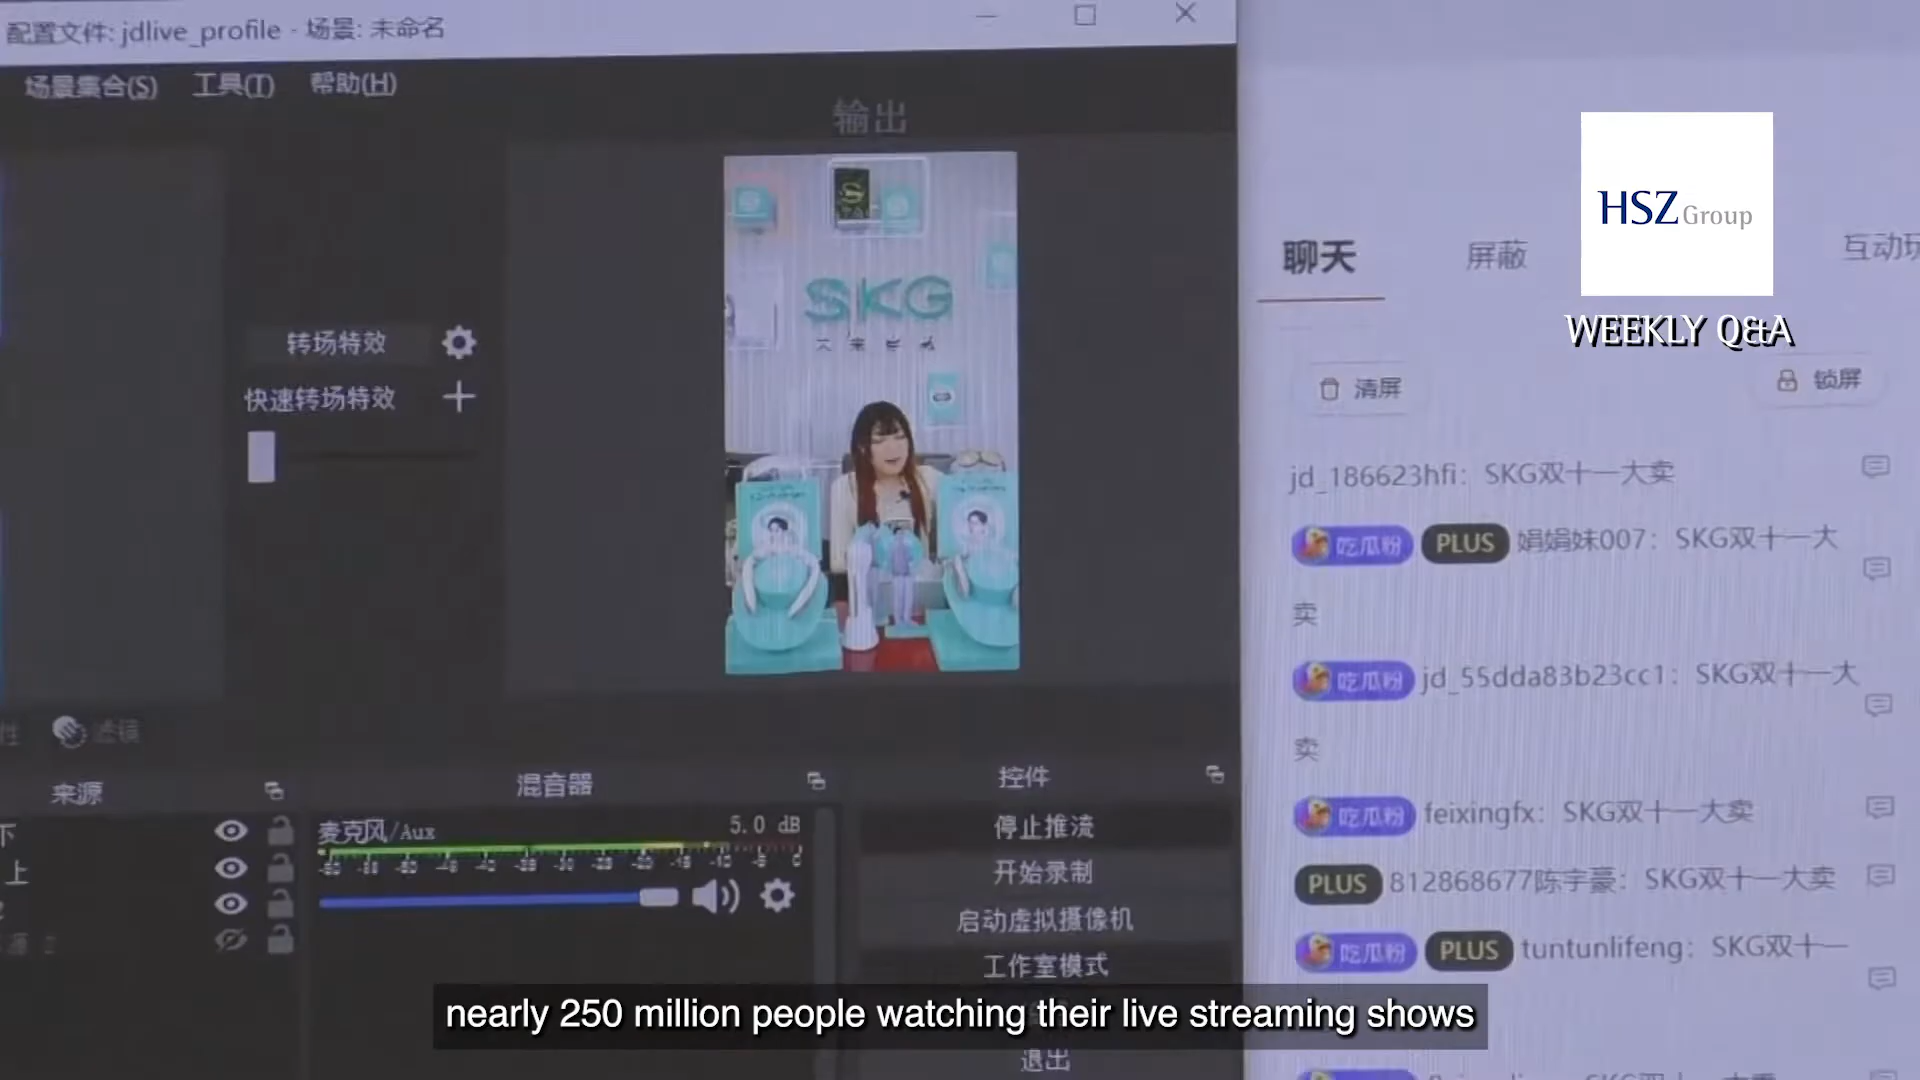 配置文件: jdlive_profile - 场景: 未命名
场景集合(S) 工具(T) 帮助(H)
输出
SKG
转场特效
快速转场特效
滤镜
来源
混音器
控件
麦克风/Aux
5.0 dB
停止推流
开始录制
启动虚拟摄像机
工作室模式
退出
聊天 屏蔽 互动玩
清屏
锁屏
jd_186623hfi: SKG双十一大卖
吃瓜粉 PLUS 娟娟妹007: SKG双十一大
卖
吃瓜粉 jd_55dda83b23cc1: SKG双十一大
卖
吃瓜粉 feixingfx: SKG双十一大卖
PLUS 812868677陈宇豪: SKG双十一大卖
吃瓜粉 PLUS tuntunlifeng: SKG双十一
HSZ Group
WEEKLY Q&A
nearly 250 million people watching their live streaming shows